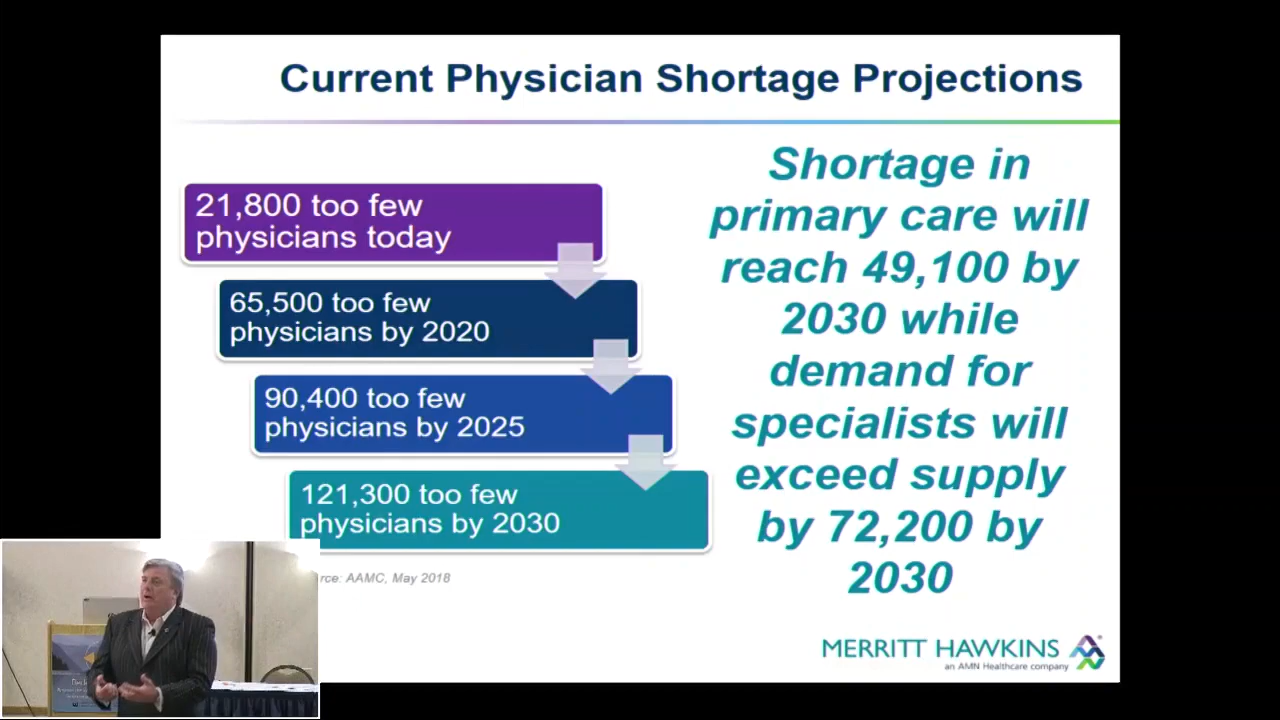 Current Physician Shortage Projections
21,800 too few
physicians today
65,500 too few
physicians by 2020
90,400 too few
physicians by 2025
121,300 too few
physicians by 2030
AAMC, May 2018
Shortage in
primary care will
reach 49,100 by
2030 while
demand for
specialists will
exceed supply
by 72,200 by
2030
MERRITT HAWKINS
an AMN Healthcare company